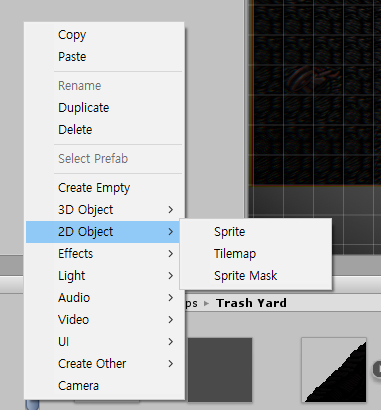 Copy
Paste
Rename
Duplicate
Delete
Select Prefab
Create Empty
3D Object
2D Object
Effects
Light
Audio
Video
UI
Create Other
Camera
Sprite
Tilemap
Sprite Mask
ps ▸ Trash Yard